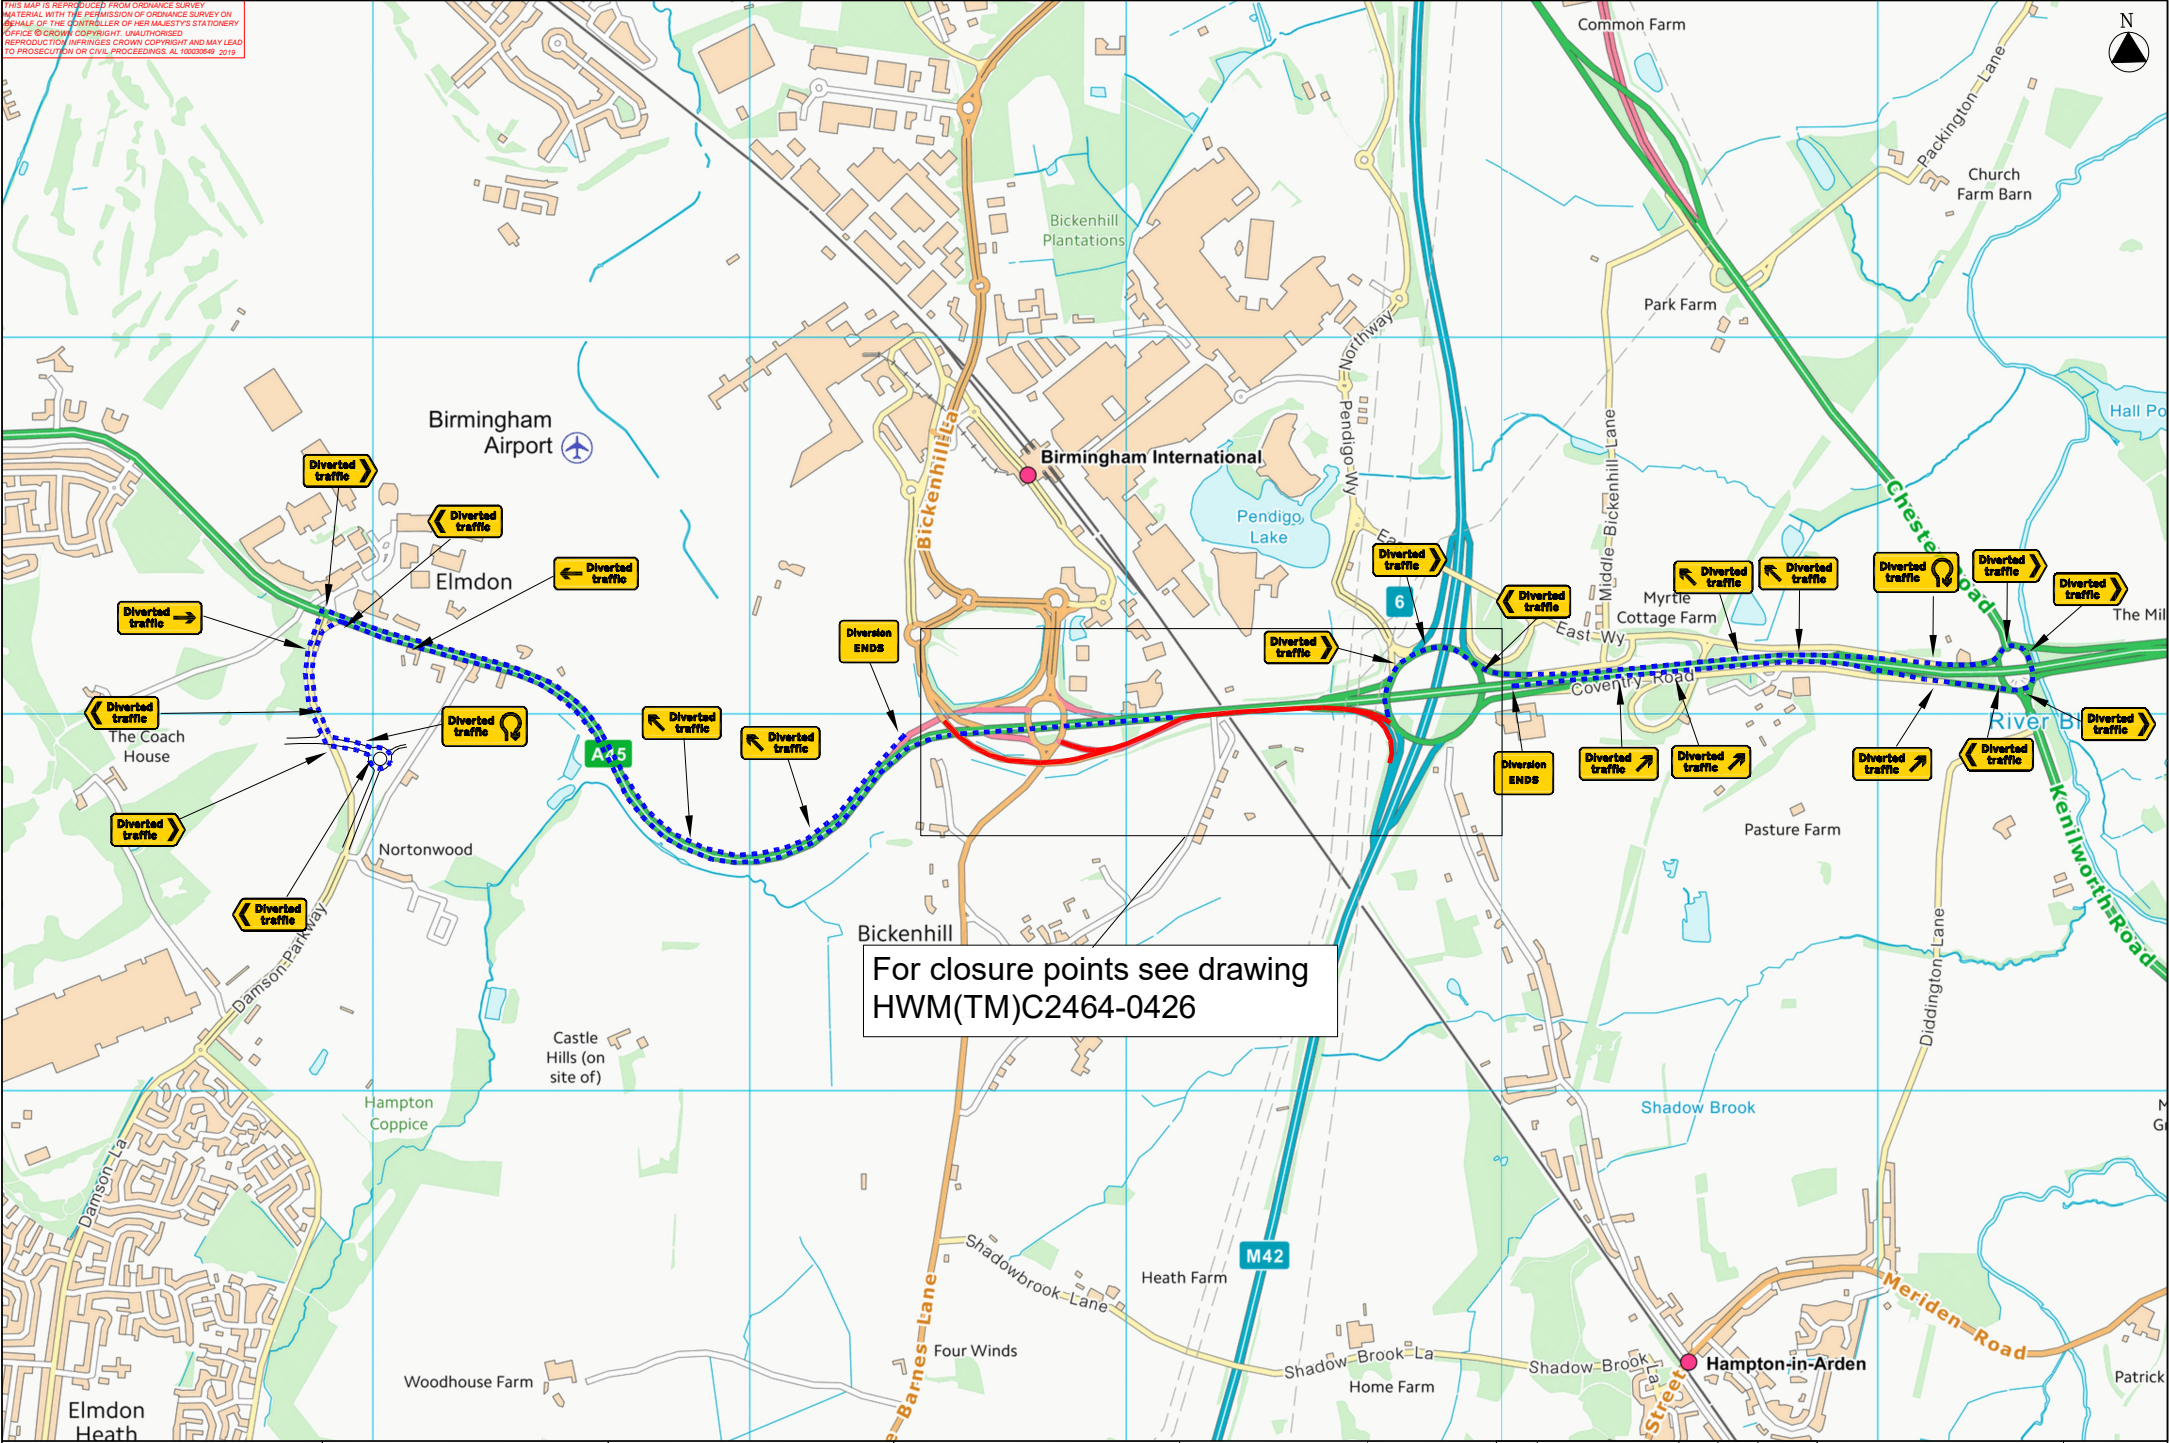 THIS MAP IS REPRODUCED FROM ORDNANCE SURVEY
MATERIAL WITH THE PERMISSION OF ORDNANCE SURVEY ON
BEHALF OF THE CONTROLLER OF HER MAJESTY'S STATIONERY
OFFICE © CROWN COPYRIGHT. UNAUTHORISED
REPRODUCTION INFRINGES CROWN COPYRIGHT AND MAY LEAD
TO PROSECUTION OR CIVIL PROCEEDINGS. AL 100030649 2019
N
Common Farm
Packington Lane
Church
Farm Barn
Bickenhill
Plantations
Park Farm
Northway
Hall Po
Birmingham
Airport
Bickenhill La
Birmingham International
Pendigo Wy
Middle Bickenhill Lane
Pendigo
Lake
Diverted
traffic
Diverted
traffic
Elmdon
Diverted
traffic
Diverted
traffic
Diversion
ENDS
Diverted
traffic
Diverted
traffic
6
Diverted
traffic
Myrtle
Cottage Farm
East Wy
Diverted
traffic
Diverted
traffic
Diverted
traffic
Diverted
traffic
Diverted
traffic
The Mil
Coventry Road
Diverted
traffic
The Coach
House
Diverted
traffic
A45
Diverted
traffic
Diverted
traffic
Diversion
ENDS
Diverted
traffic
Diverted
traffic
Diverted
traffic
Diverted
traffic
Diverted
traffic
River Bl
Kenilworth Road
Diverted
traffic
Nortonwood
Diverted
traffic
Damson Parkway
Pasture Farm
Diddington Lane
Bickenhill
For closure points see drawing
HWM(TM)C2464-0426
Castle
Hills (on
site of)
Hampton
Coppice
Damson La
Shadow Brook
M
Gr
M42
Heath Farm
Shadowbrook Lane
Barnes Lane
Four Winds
Woodhouse Farm
Shadow Brook La
Home Farm
Shadow Brook La
Meriden Road
Hampton-in-Arden
Street
Patrick
Elmdon
Heath